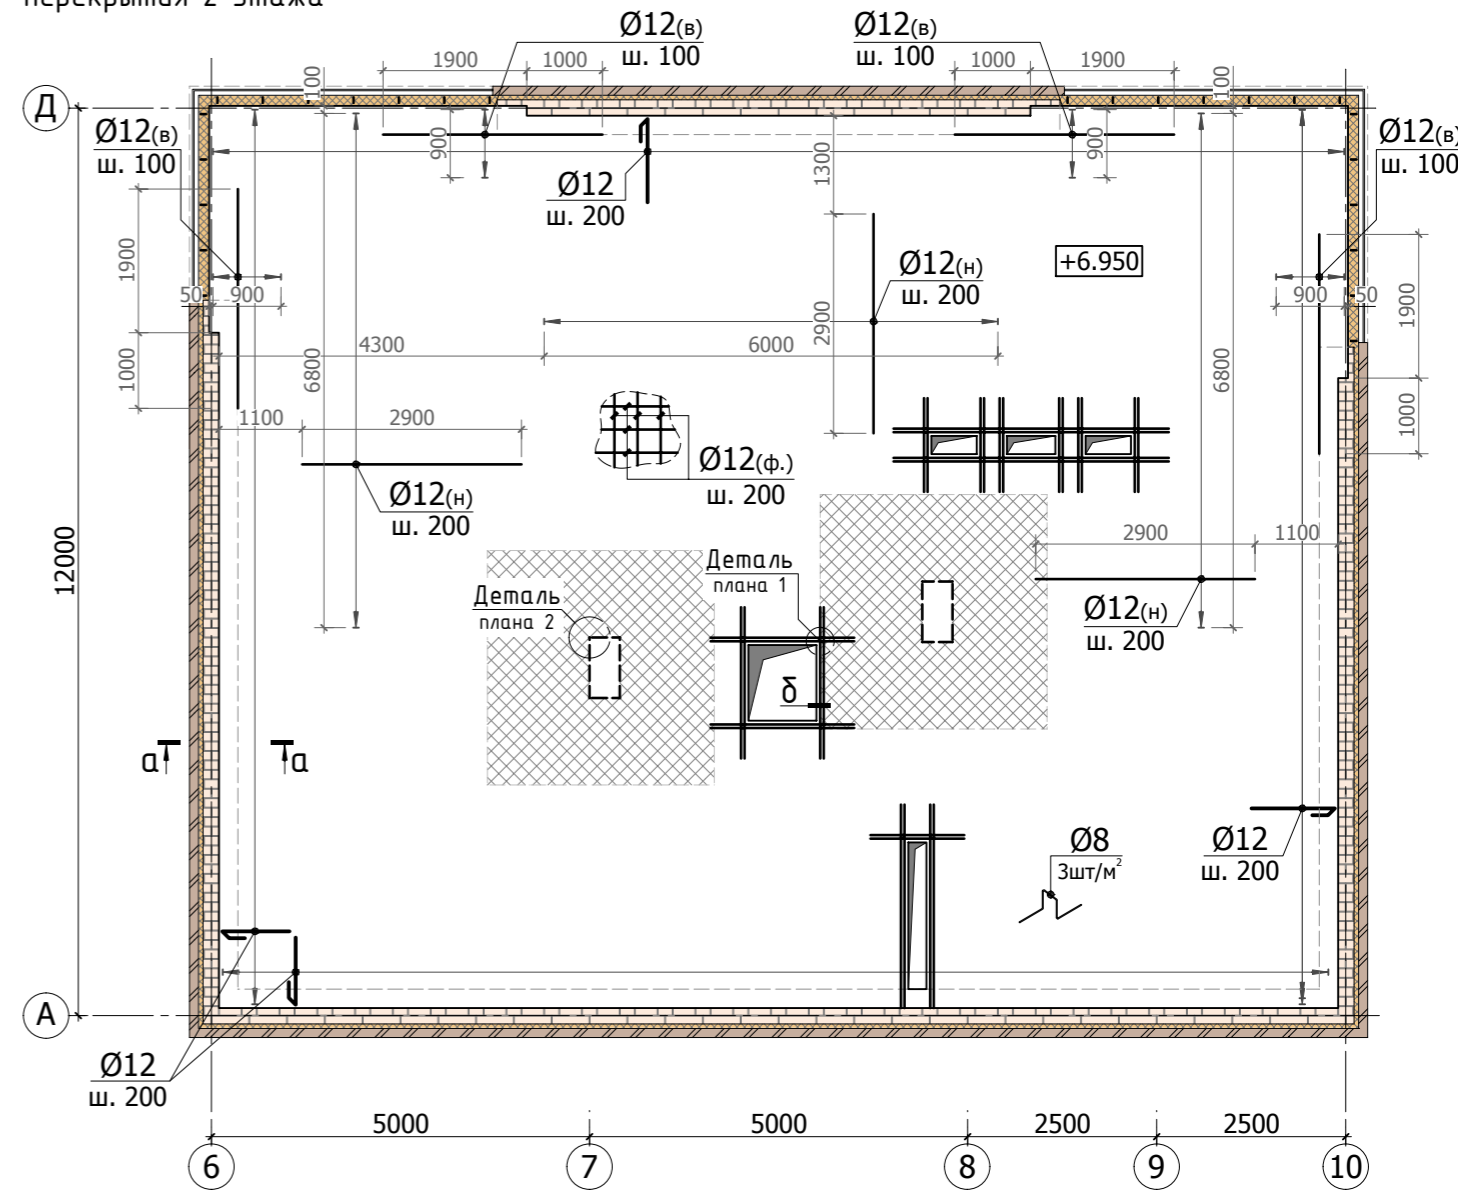 перекрытия 2 этажа
Ø12(в)
ш. 100
Ø12(в)
ш. 100
1900
1000
1000
1900
100
100
Д
Ø12(в)
ш. 100
Ø12(в)
ш. 100
900
900
1300
Ø12
ш. 200
+6.950
Ø12(н)
ш. 200
1900
50
900
900
50
1900
2900
4300
6000
1000
6800
6800
1000
1100
2900
Ø12(ф.)
ш. 200
Ø12(н)
ш. 200
2900
1100
12000
Деталь
плана 1
Деталь
плана 2
Ø12(н)
ш. 200
б
а
а
Ø8
3шт/м²
Ø12
ш. 200
А
Ø12
ш. 200
5000
5000
2500
2500
6
7
8
9
10